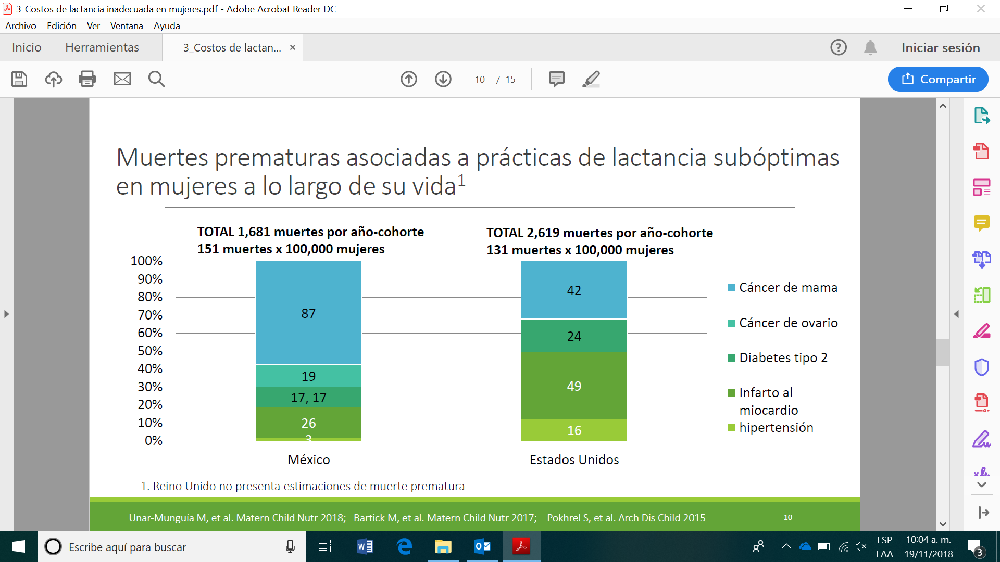 3_Costos de lactancia inadecuada en mujeres.pdf - Adobe Acrobat Reader DC
Archivo Edición Ver Ventana Ayuda
Inicio Herramientas 3_Costos de lactan... × ? Iniciar sesión
10 / 15 Compartir
Muertes prematuras asociadas a prácticas de lactancia subóptimas
en mujeres a lo largo de su vida1
TOTAL 1,681 muertes por año-cohorte
151 muertes x 100,000 mujeres
TOTAL 2,619 muertes por año-cohorte
131 muertes x 100,000 mujeres
100%
90%
80%
70%
60%
50%
40%
30%
20%
10%
0%
87
19
17, 17
26
3
42
24
49
16
Cáncer de mama
Cáncer de ovario
Diabetes tipo 2
Infarto al
miocardio
hipertensión
México
Estados Unidos
1. Reino Unido no presenta estimaciones de muerte prematura
Unar-Munguía M, et al. Matern Child Nutr 2018; Bartick M, et al. Matern Child Nutr 2017; Pokhrel S, et al. Arch Dis Child 2015
10
Escribe aquí para buscar
ESP
LAA
10:04 a. m.
19/11/2018
3